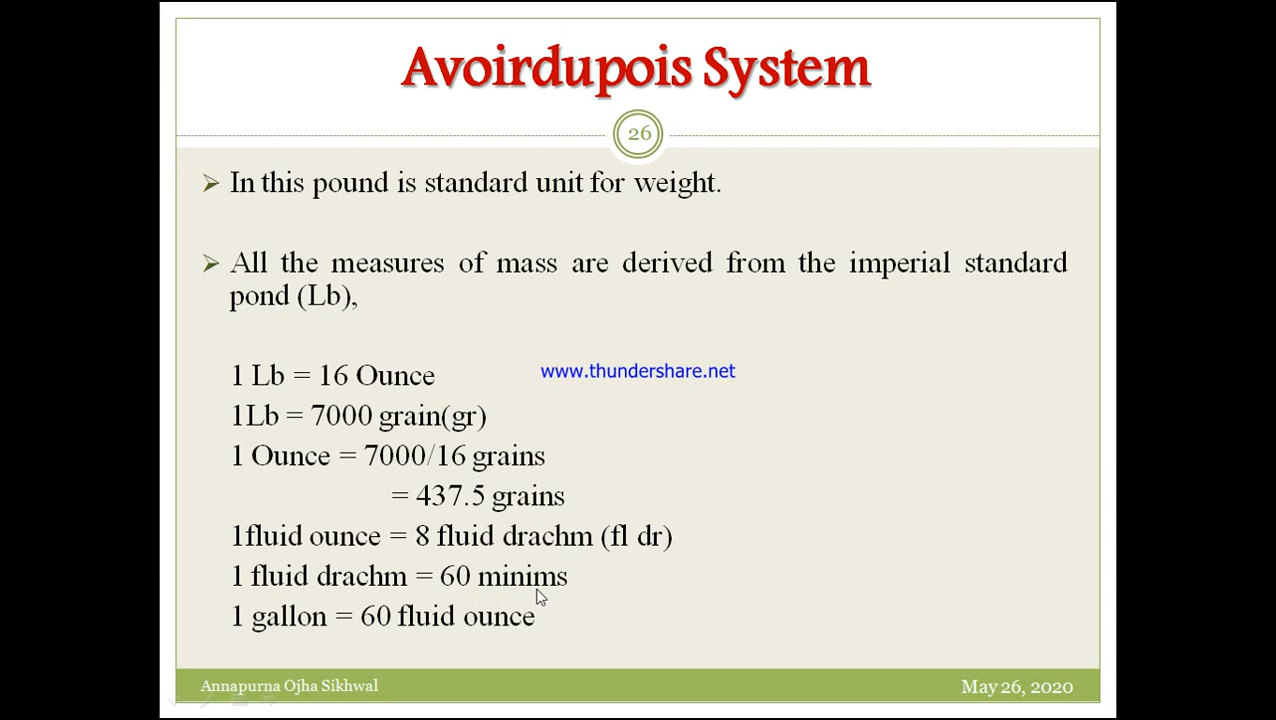 Avoirdupois System
26
In this pound is standard unit for weight.
All the measures of mass are derived from the imperial standard
pond (Lb),
1 Lb = 16 Ounce
www.thundershare.net
1Lb = 7000 grain(gr)
1 Ounce = 7000/16 grains
= 437.5 grains
1fluid ounce = 8 fluid drachm (fl dr)
1 fluid drachm = 60 minims
1 gallon = 60 fluid ounce
Annapurna Ojha Sikhwal
May 26, 2020